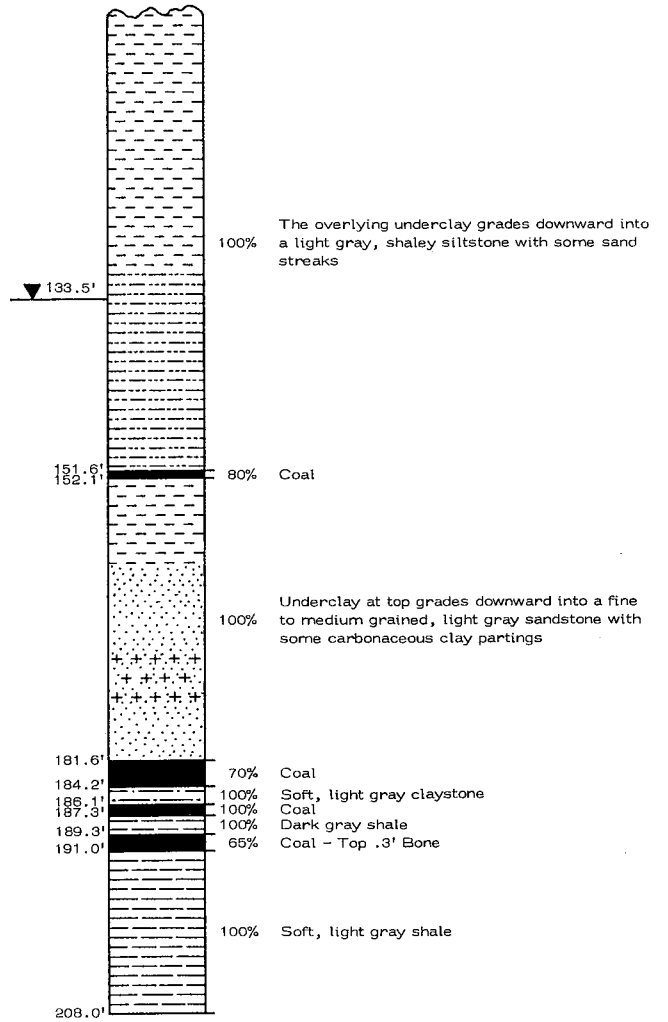 The overlying underclay grades downward into
100% a light gray, shaley siltstone with some sand
streaks
133.5'
151.6'
152.1' 80% Coal
Underclay at top grades downward into a fine
100% to medium grained, light gray sandstone with
some carbonaceous clay partings
181.6'
70% Coal
184.2'
100% Soft, light gray claystone
186.1'
187.3' 100% Coal
100% Dark gray shale
189.3'
65% Coal - Top .3' Bone
191.0'
100% Soft, light gray shale
208.0'